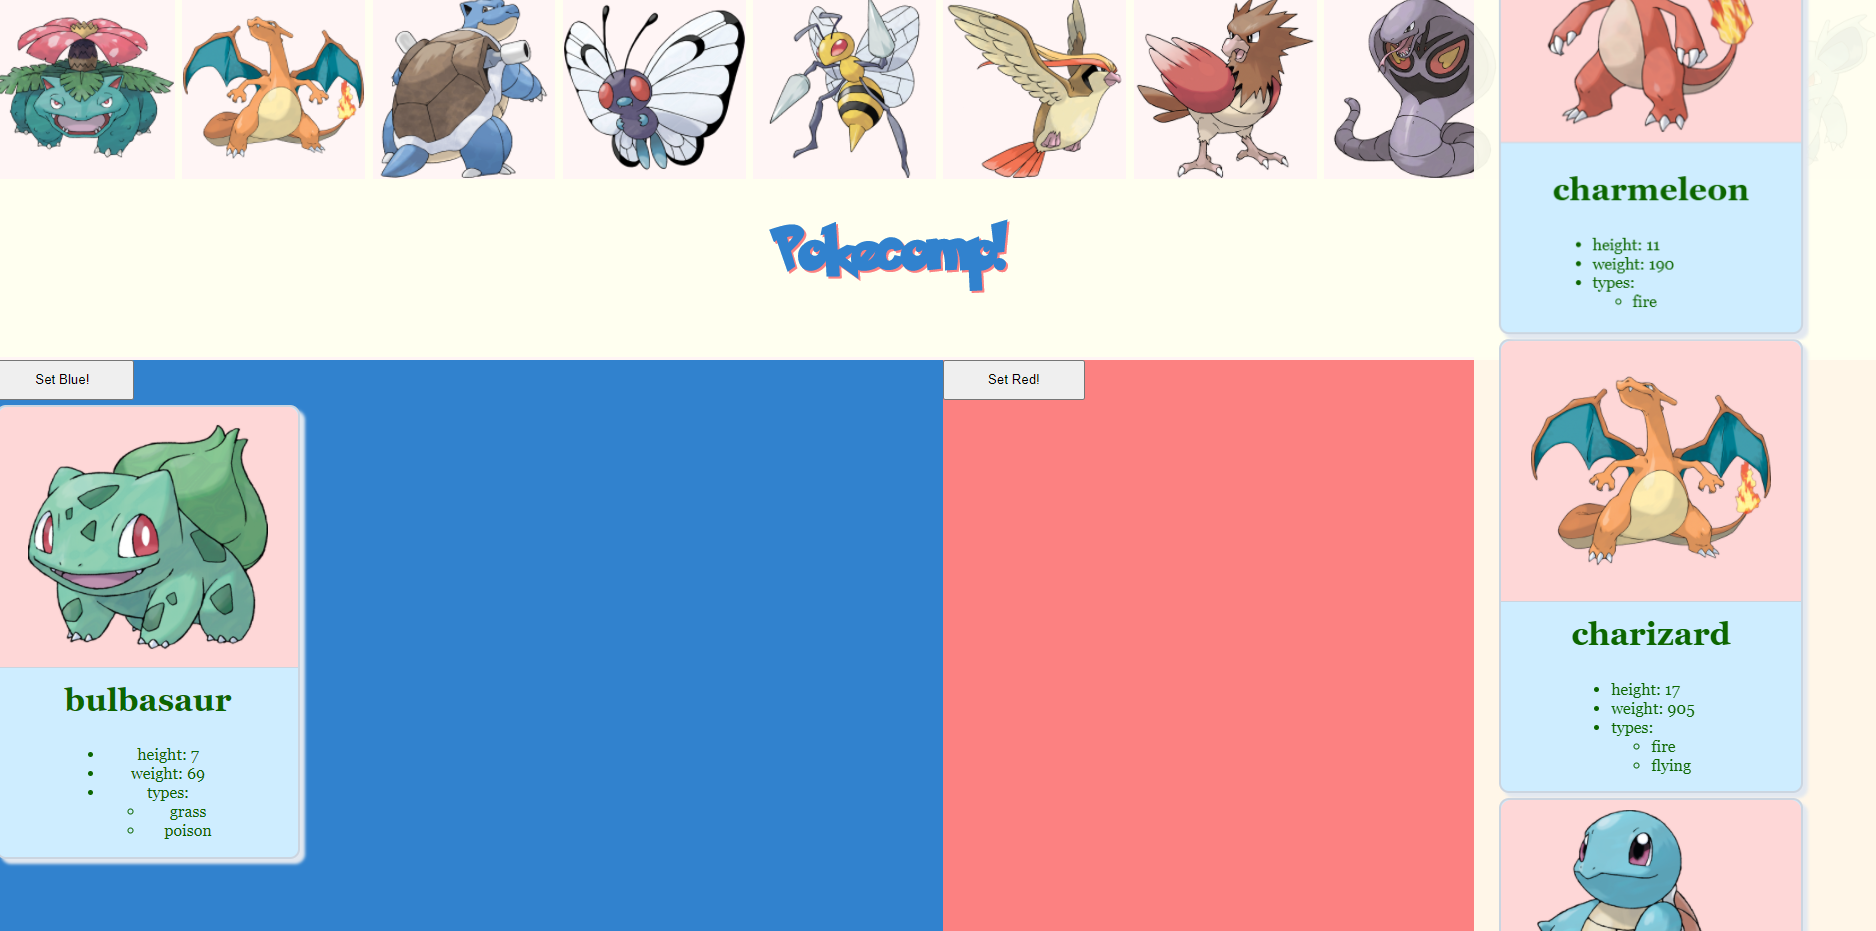 Pokecomp!
Set Blue!
bulbasaur
height: 7
weight: 69
types:
grass
poison
Set Red!
charmeleon
height: 11
weight: 190
types:
fire
charizard
height: 17
weight: 905
types:
fire
flying